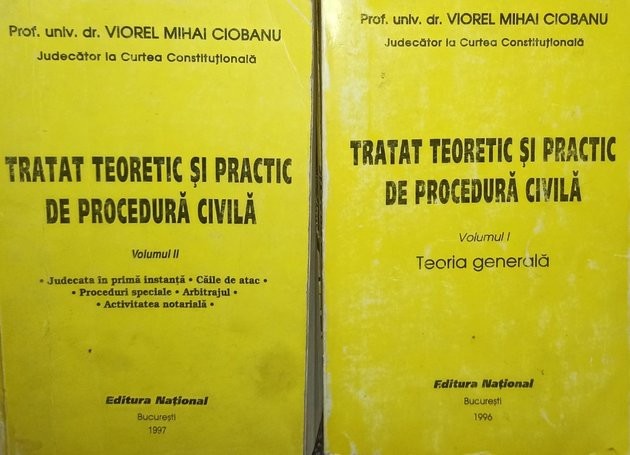 Prof. univ. dr. VIOREL MIHAI CIOBANU
Judecător la Curtea Constituțională
TRATAT TEORETIC ȘI PRACTIC
DE PROCEDURĂ CIVILĂ
Volumul II
• Judecata în primă instanță • Căile de atac •
• Proceduri speciale • Arbitrajul •
• Activitatea notarială •
Editura Național
București
1997
Prof. univ. dr. VIOREL MIHAI CIOBANU
Judecător la Curtea Constituțională
TRATAT TEORETIC ȘI PRACTIC
DE PROCEDURĂ CIVILĂ
Volumul I
Teoria generală
Editura Național
București
1996